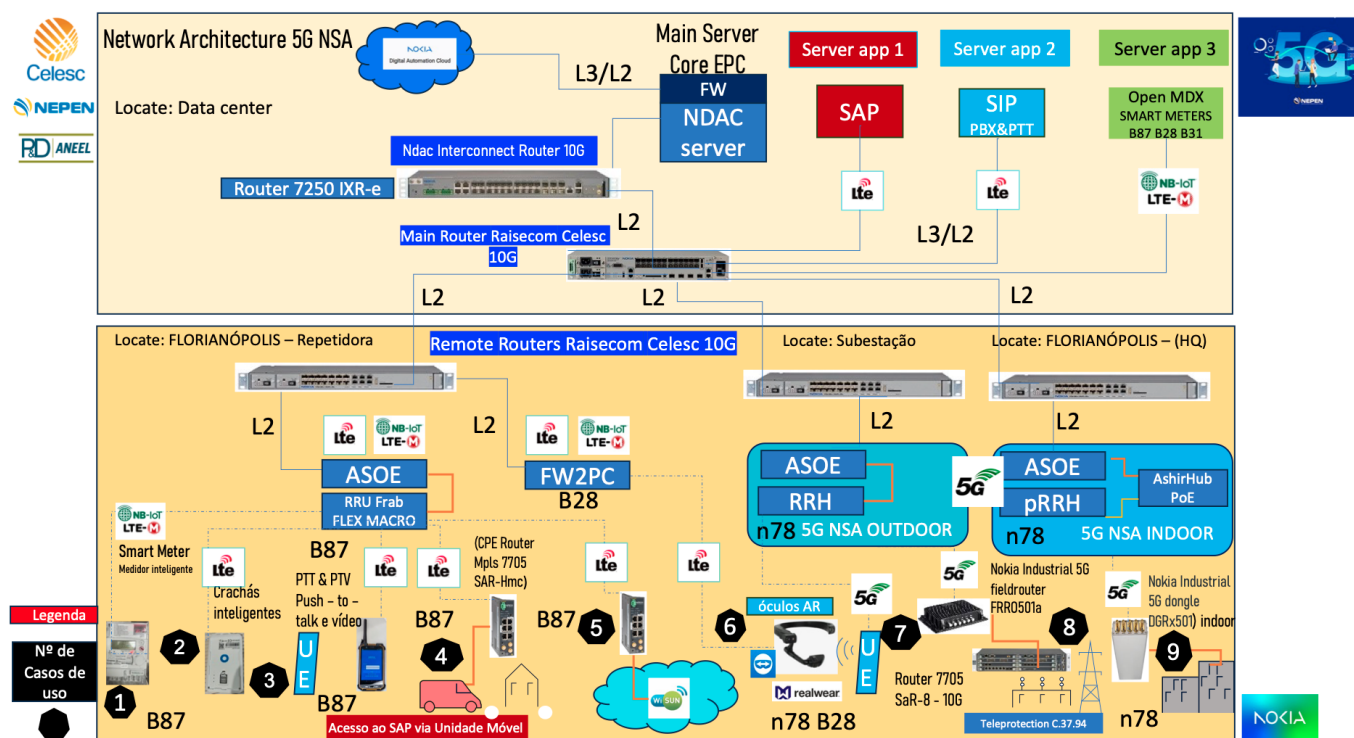 Celesc
NEPEN
P&D ANEEL
Network Architecture 5G NSA
Locate: Data center
NOKIA
Digital Automation Cloud
L3/L2
Main Server
Core EPC
FW
NDAC
server
Server app 1
SAP
lte
Server app 2
SIP
PBX&PTT
lte
Server app 3
Open MDX
SMART METERS
B87 B28 B31
NB-IoT
LTE-M
5G
NEPEN
Ndac Interconnect Router 10G
Router 7250 IXR-e
L2
L3/L2
Main Router Raisecom Celesc
10G
L2
L2
L2
Locate: FLORIANÓPOLIS – Repetidora
Remote Routers Raisecom Celesc 10G
Locate: Subestação
Locate: FLORIANÓPOLIS – (HQ)
L2
lte
NB-IoT
LTE-M
L2
lte
NB-IoT
LTE-M
L2
L2
ASOE
RRU Frab
FLEX MACRO
FW2PC
B28
ASOE
RRH
n78 5G NSA OUTDOOR
5G
ASOE
pRRH
AshirHub
PoE
n78
5G NSA INDOOR
NB-IoT
LTE-M
Smart Meter
Medidor inteligente
lte
Crachás
inteligentes
B87
PTT & PTV
Push – to –
talk e vídeo
lte
lte
B87
(CPE Router
Mpls 7705
SAR-Hmc)
lte
B87
lte
5G
5G
Nokia Industrial 5G
fieldrouter
FRRO501a
5G
Nokia Industrial
5G dongle
DGRx501) indoor
Legenda
Nº de
Casos de
uso
1
B87
2
3
UE
B87
4
Acesso ao SAP via Unidade Móvel
5
Wi SUN
6
óculos AR
realwear
n78 B28
UE
7
Router 7705
SaR-8 - 10G
8
Teleprotection C.37.94
9
n78
NOKIA